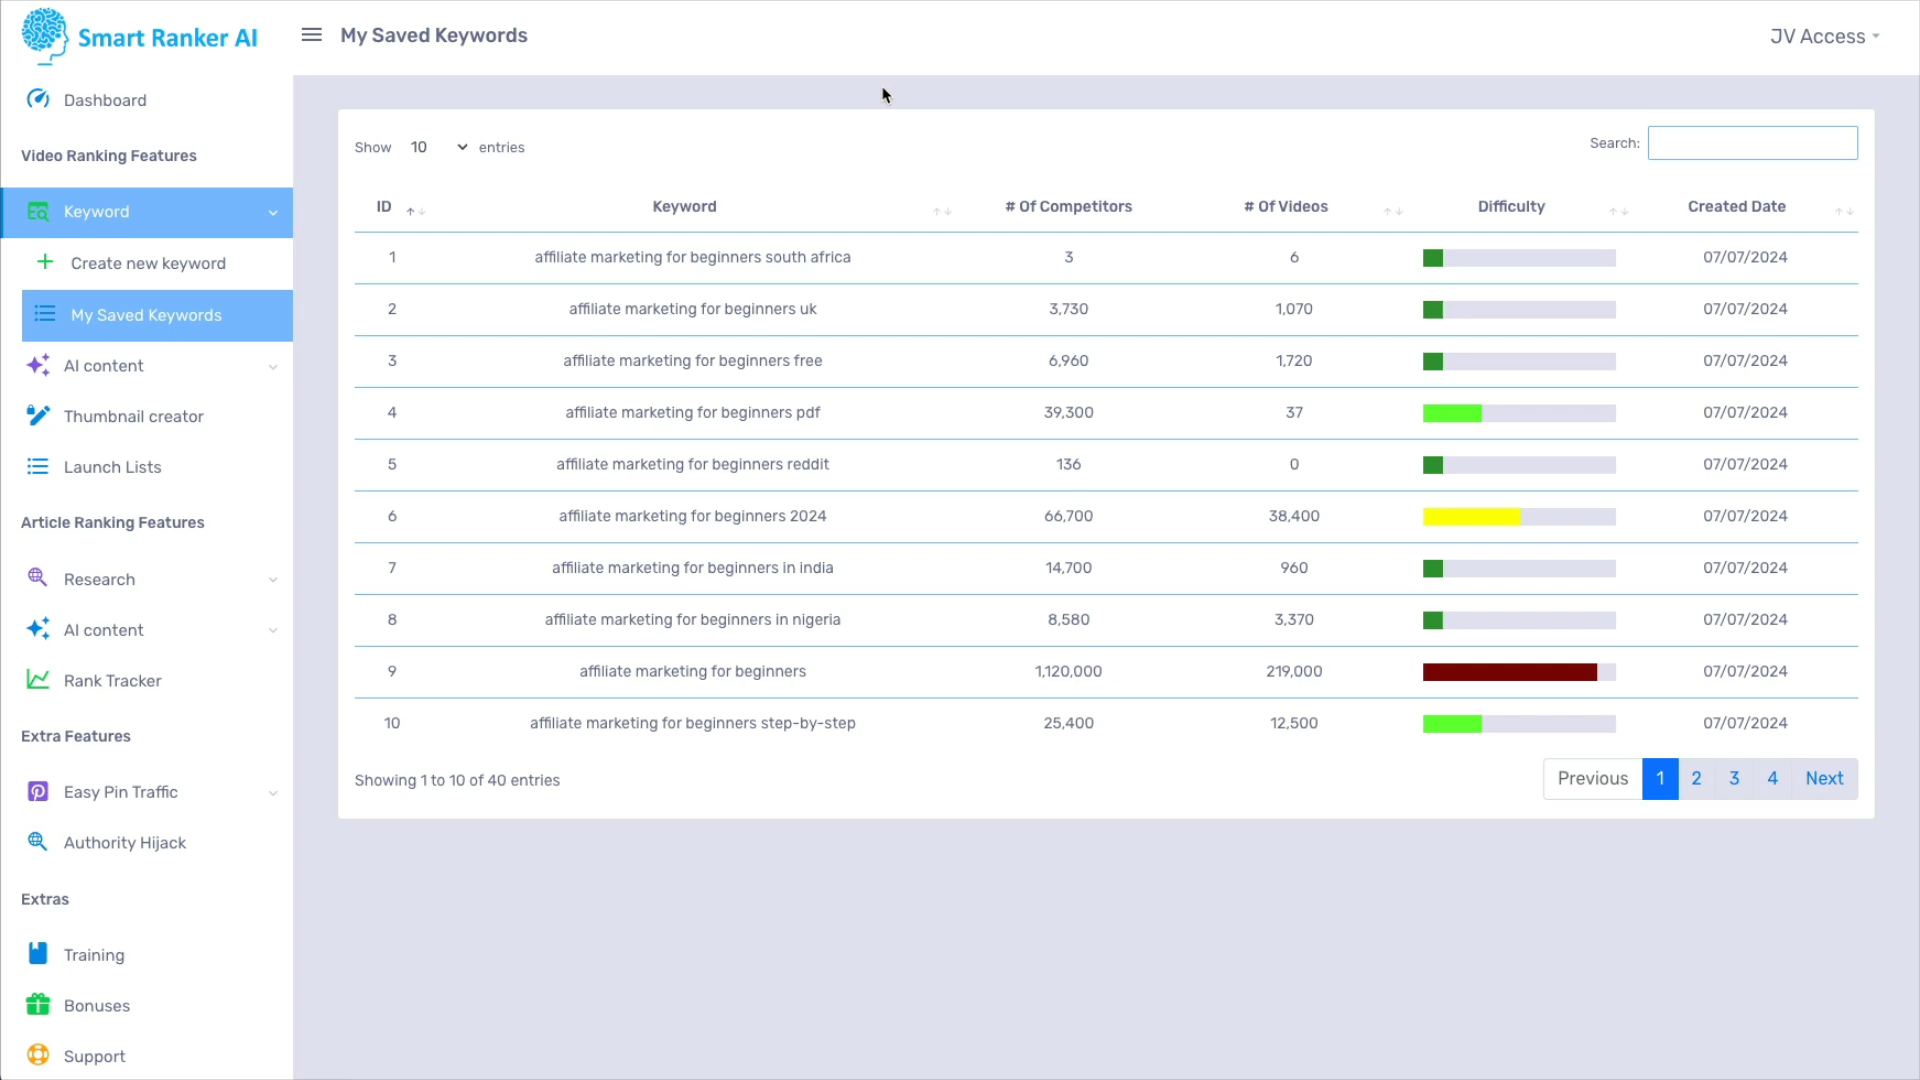 Smart Ranker AI
My Saved Keywords
JV Access
Dashboard
Video Ranking Features
Keyword
Create new keyword
My Saved Keywords
AI content
Thumbnail creator
Launch Lists
Article Ranking Features
Research
AI content
Rank Tracker
Extra Features
Easy Pin Traffic
Authority Hijack
Extras
Training
Bonuses
Support
Show 10 entries
Search:
ID Keyword # Of Competitors # Of Videos Difficulty Created Date
1 affiliate marketing for beginners south africa 3 6 07/07/2024
2 affiliate marketing for beginners uk 3,730 1,070 07/07/2024
3 affiliate marketing for beginners free 6,960 1,720 07/07/2024
4 affiliate marketing for beginners pdf 39,300 37 07/07/2024
5 affiliate marketing for beginners reddit 136 0 07/07/2024
6 affiliate marketing for beginners 2024 66,700 38,400 07/07/2024
7 affiliate marketing for beginners in india 14,700 960 07/07/2024
8 affiliate marketing for beginners in nigeria 8,580 3,370 07/07/2024
9 affiliate marketing for beginners 1,120,000 219,000 07/07/2024
10 affiliate marketing for beginners step-by-step 25,400 12,500 07/07/2024
Showing 1 to 10 of 40 entries
Previous 1 2 3 4 Next